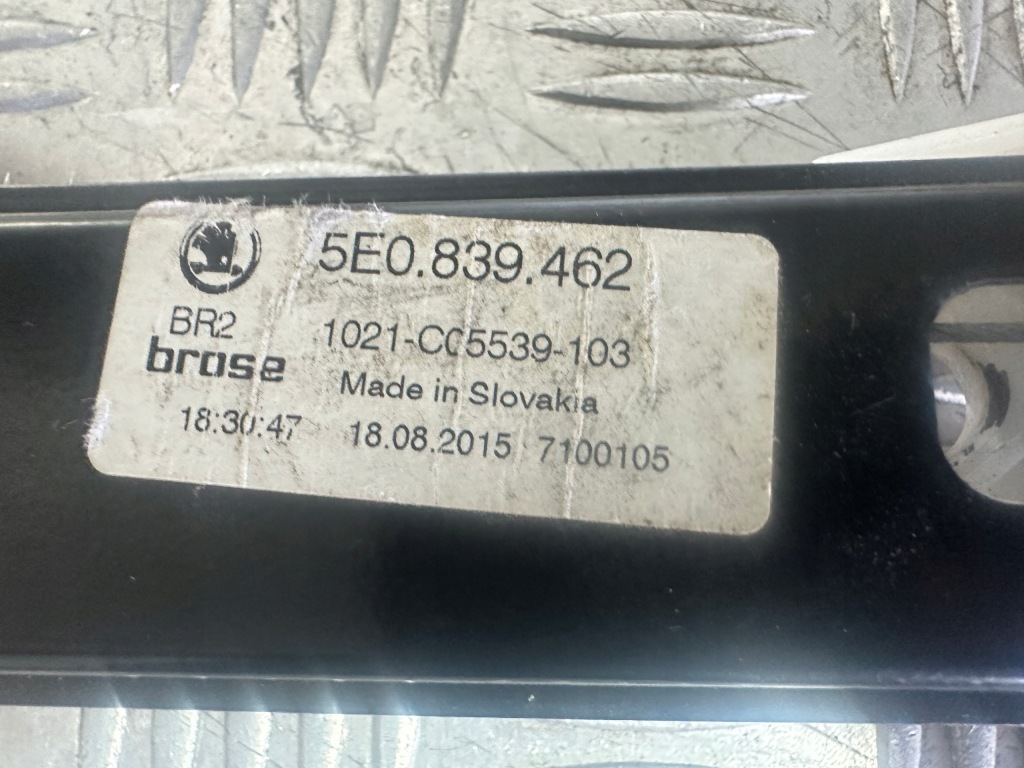 5E0.839.462
BR2
1021-C05539-103
brose
Made in Slovakia
18:30:47 18.08.2015 7100105